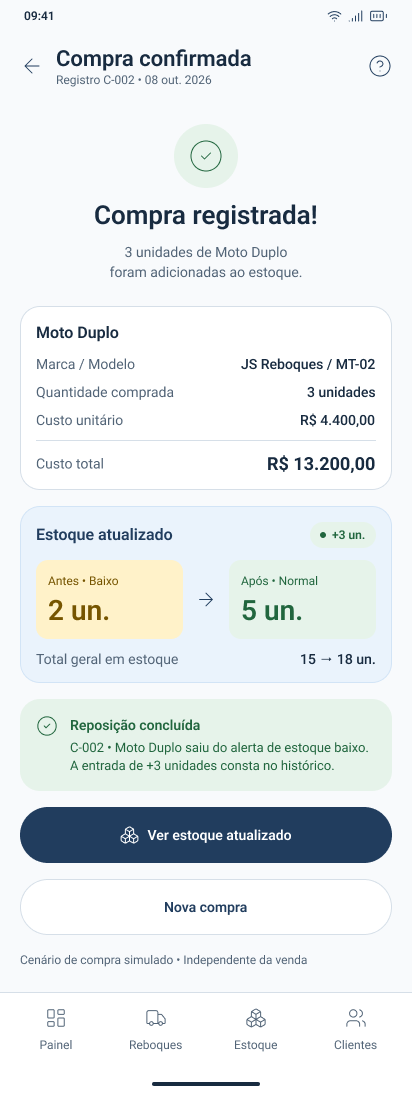 09:41
Compra confirmada
Registro C-002 • 08 out. 2026
Compra registrada!
3 unidades de Moto Duplo
foram adicionadas ao estoque.
Moto Duplo
Marca / Modelo JS Reboques / MT-02
Quantidade comprada 3 unidades
Custo unitário R$ 4.400,00
Custo total R$ 13.200,00
Estoque atualizado • +3 un.
Antes • Baixo Após • Normal
2 un. → 5 un.
Total geral em estoque 15 → 18 un.
Reposição concluída
C-002 • Moto Duplo saiu do alerta de estoque baixo.
A entrada de +3 unidades consta no histórico.
Ver estoque atualizado
Nova compra
Cenário de compra simulado • Independente da venda
Painel Reboques Estoque Clientes